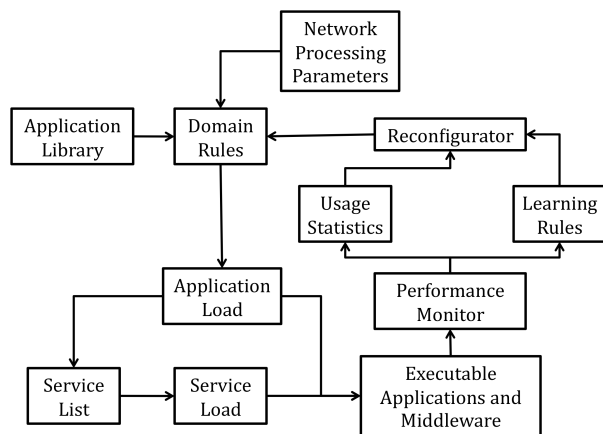 Network
Processing
Parameters
Application
Library
Domain
Rules
Reconfigurator
Usage
Statistics
Learning
Rules
Application
Load
Performance
Monitor
Service
List
Service
Load
Executable
Applications and
Middleware